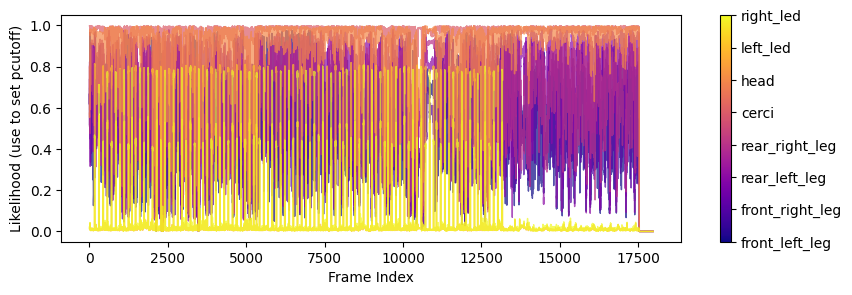 Likelihood (use to set pcutoff)
1.0
0.8
0.6
0.4
0.2
0.0
0
2500
5000
7500
10000
12500
15000
17500
Frame Index
right_led
left_led
head
cerci
rear_right_leg
rear_left_leg
front_right_leg
front_left_leg